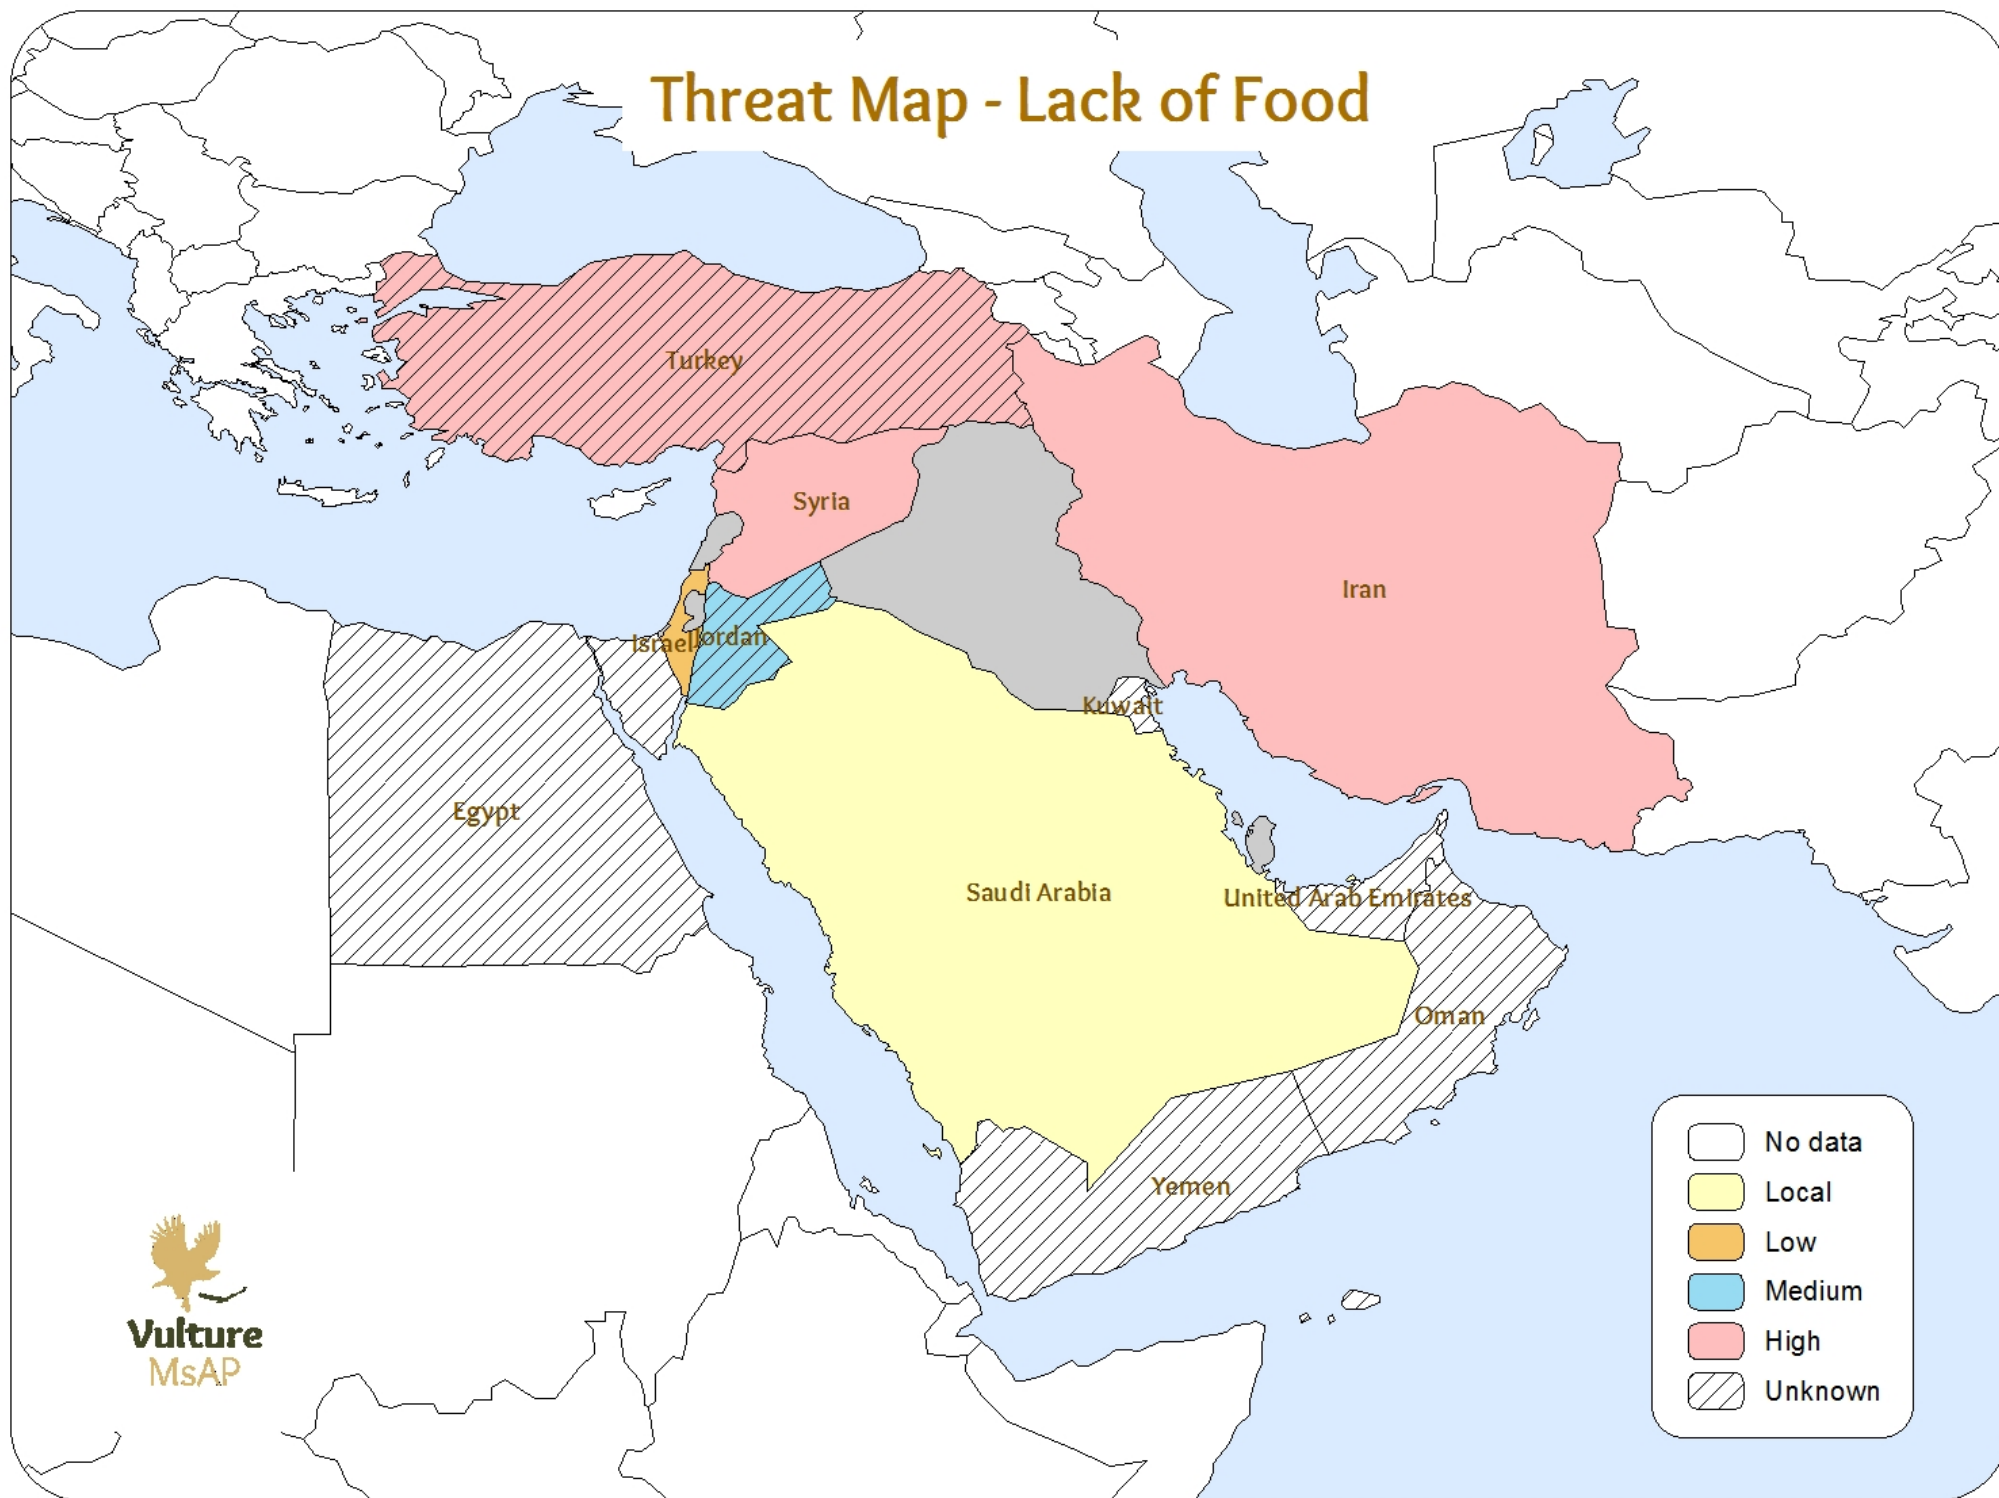 Threat Map - Lack of Food
Turkey
Syria
Iran
Israel
Jordan
Kuwait
Egypt
Saudi Arabia
United Arab Emirates
Oman
Yemen
No data
Local
Low
Medium
High
Unknown
Vulture
MsAP